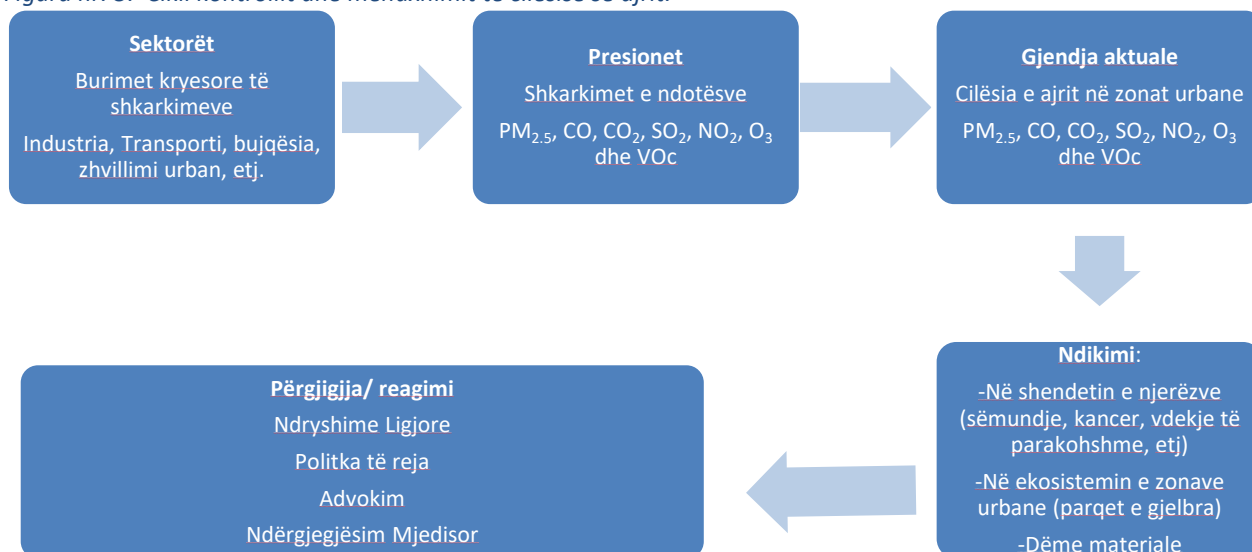 Sektorët
Burimet kryesore të
shkarkimeve
Industria, Transporti, bujqësia,
zhvillimi urban, etj.
Presionet
Shkarkimet e ndotësve
PM2.5, CO, CO2, SO2, NO2, O3
dhe VOc
Gjendja aktuale
Cilësia e ajrit në zonat urbane
PM2.5, CO, CO2, SO2, NO2, O3
dhe VOc
Ndikimi:
-Në shendetin e njerëzve
(sëmundje, kancer, vdekje të
parakohshme, etj)
-Në ekosistemin e zonave
urbane (parqet e gjelbra)
-Dëme materiale
Përgjigjja/ reagimi
Ndryshime Ligjore
Politka të reja
Advokim
Ndërgjegjësim Mjedisor